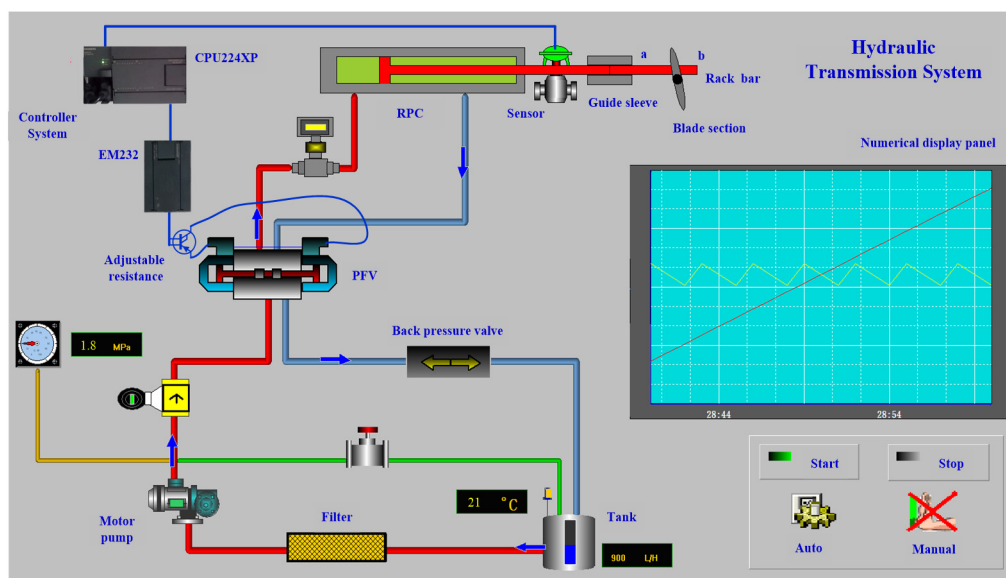 CPU224XP
Hydraulic
Transmission System
a
b
Rack bar
Controller
System
RPC
Sensor
Guide sleeve
Blade section
EM232
Numerical display panel
Adjustable
resistance
PFV
1.8 MPa
Back pressure valve
28:44
28:54
Start
Stop
21 °C
Motor
pump
Filter
Tank
900 L/H
Auto
Manual